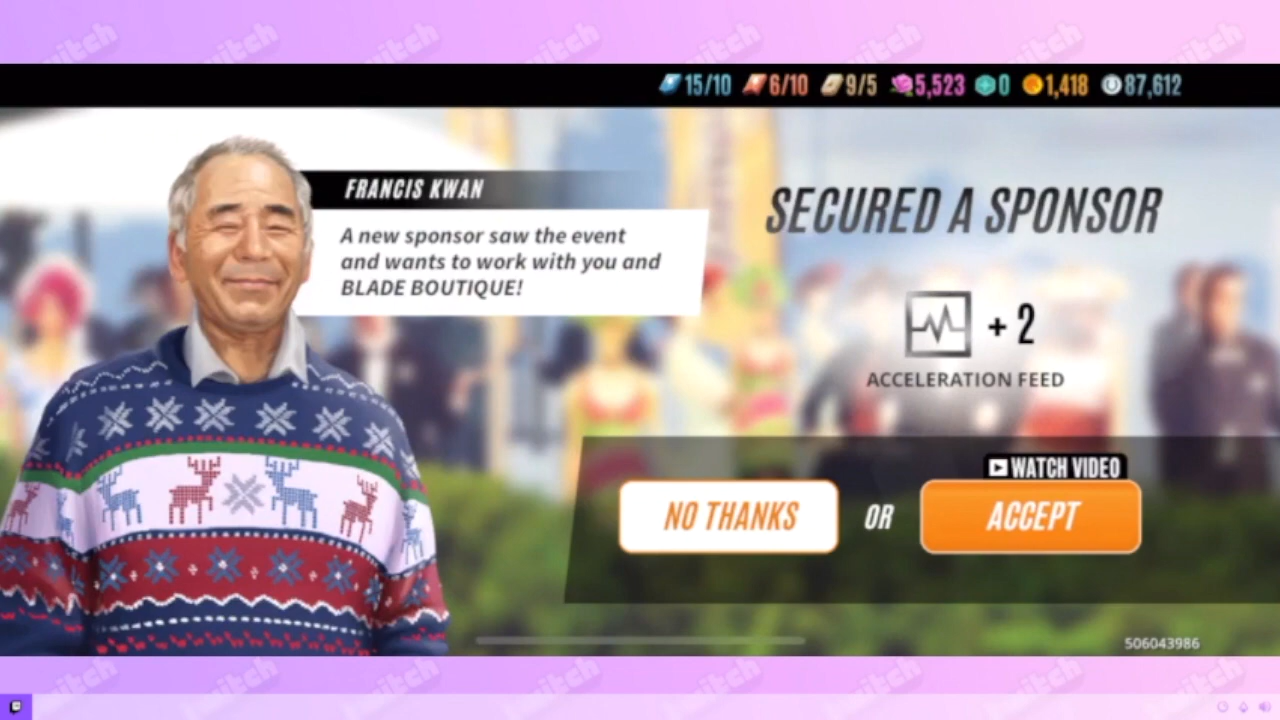 15/10 6/10 9/5 5,523 0 1,418 87,612
FRANCIS KWAN
A new sponsor saw the event
and wants to work with you and
BLADE BOUTIQUE!
SECURED A SPONSOR
+ 2
ACCELERATION FEED
WATCH VIDEO
NO THANKS OR ACCEPT
506043986